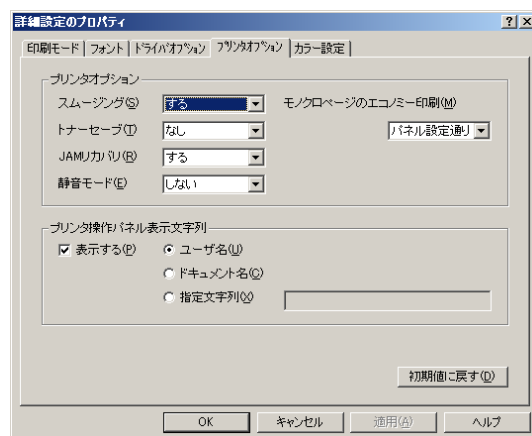 詳細設定のプロパティ
印刷モード フォント ドライバオプション プリンタオプション カラー設定
プリンタオプション
スムージング(S) する モノクロページのエコノミー印刷(M)
トナーセーブ(T) なし パネル設定通り
JAMリカバリ(R) する
静音モード(E) しない
プリンタ操作パネル表示文字列
表示する(P) ユーザ名(U)
ドキュメント名(C)
指定文字列(X)
初期値に戻す(D)
OK キャンセル 適用(A) ヘルプ